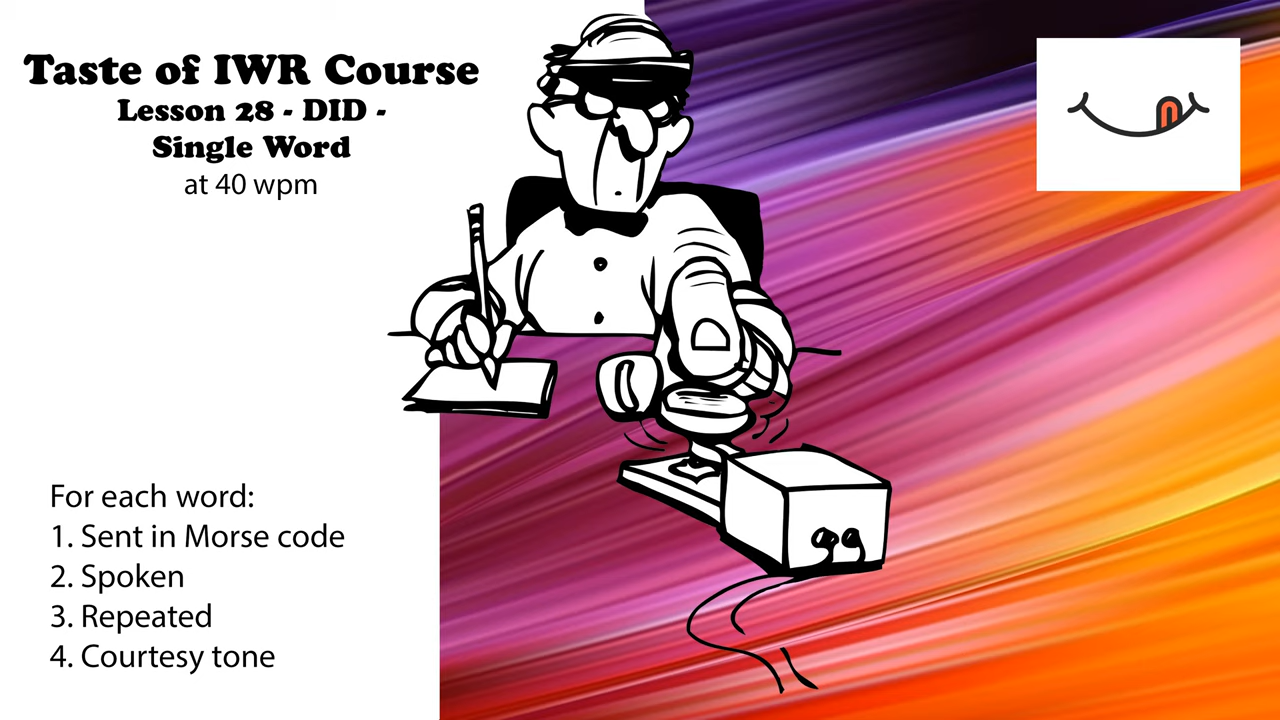 Taste of IWR Course
Lesson 28 - DID -
Single Word
at 40 wpm
For each word:
1. Sent in Morse code
2. Spoken
3. Repeated
4. Courtesy tone